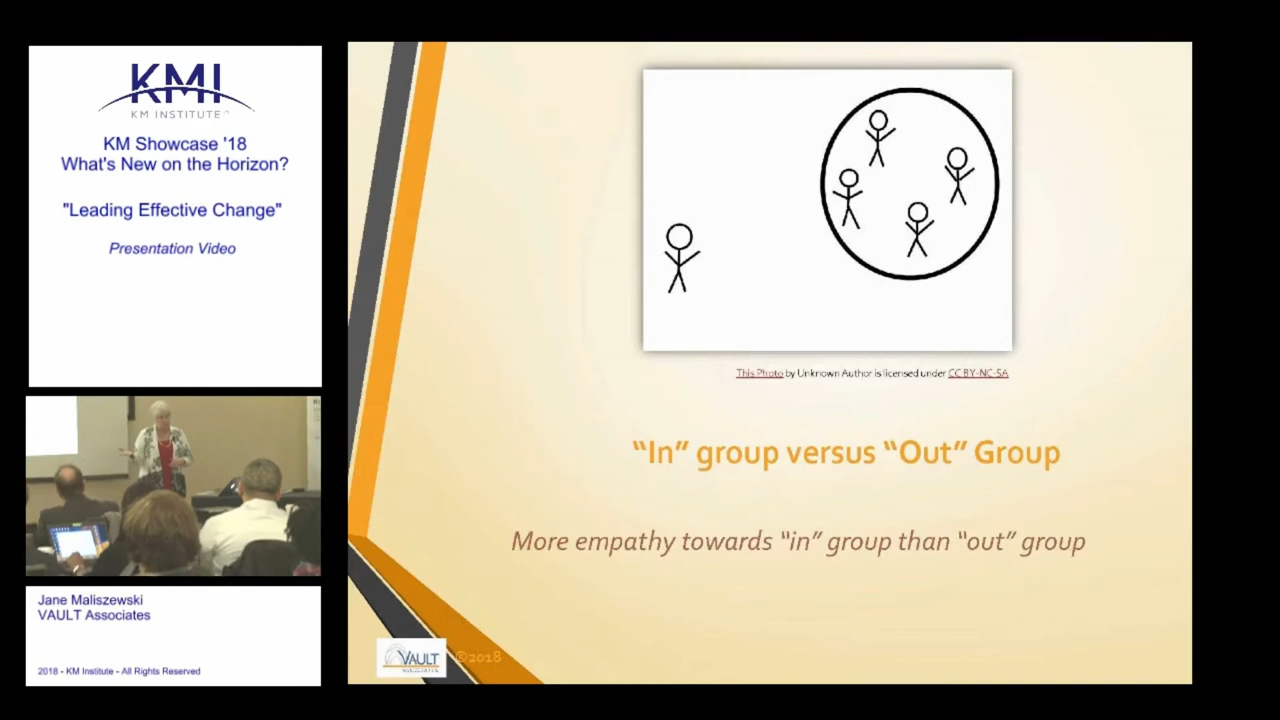 KMI
KM INSTITUTE
KM Showcase '18
What's New on the Horizon?
"Leading Effective Change"
Presentation Video
Jane Maliszewski
VAULT Associates
2018 - KM Institute - All Rights Reserved
This Photo by Unknown Author is licensed under CC BY-NC-SA
“In” group versus “Out” Group
More empathy towards “in” group than “out” group
VAULT
©2018